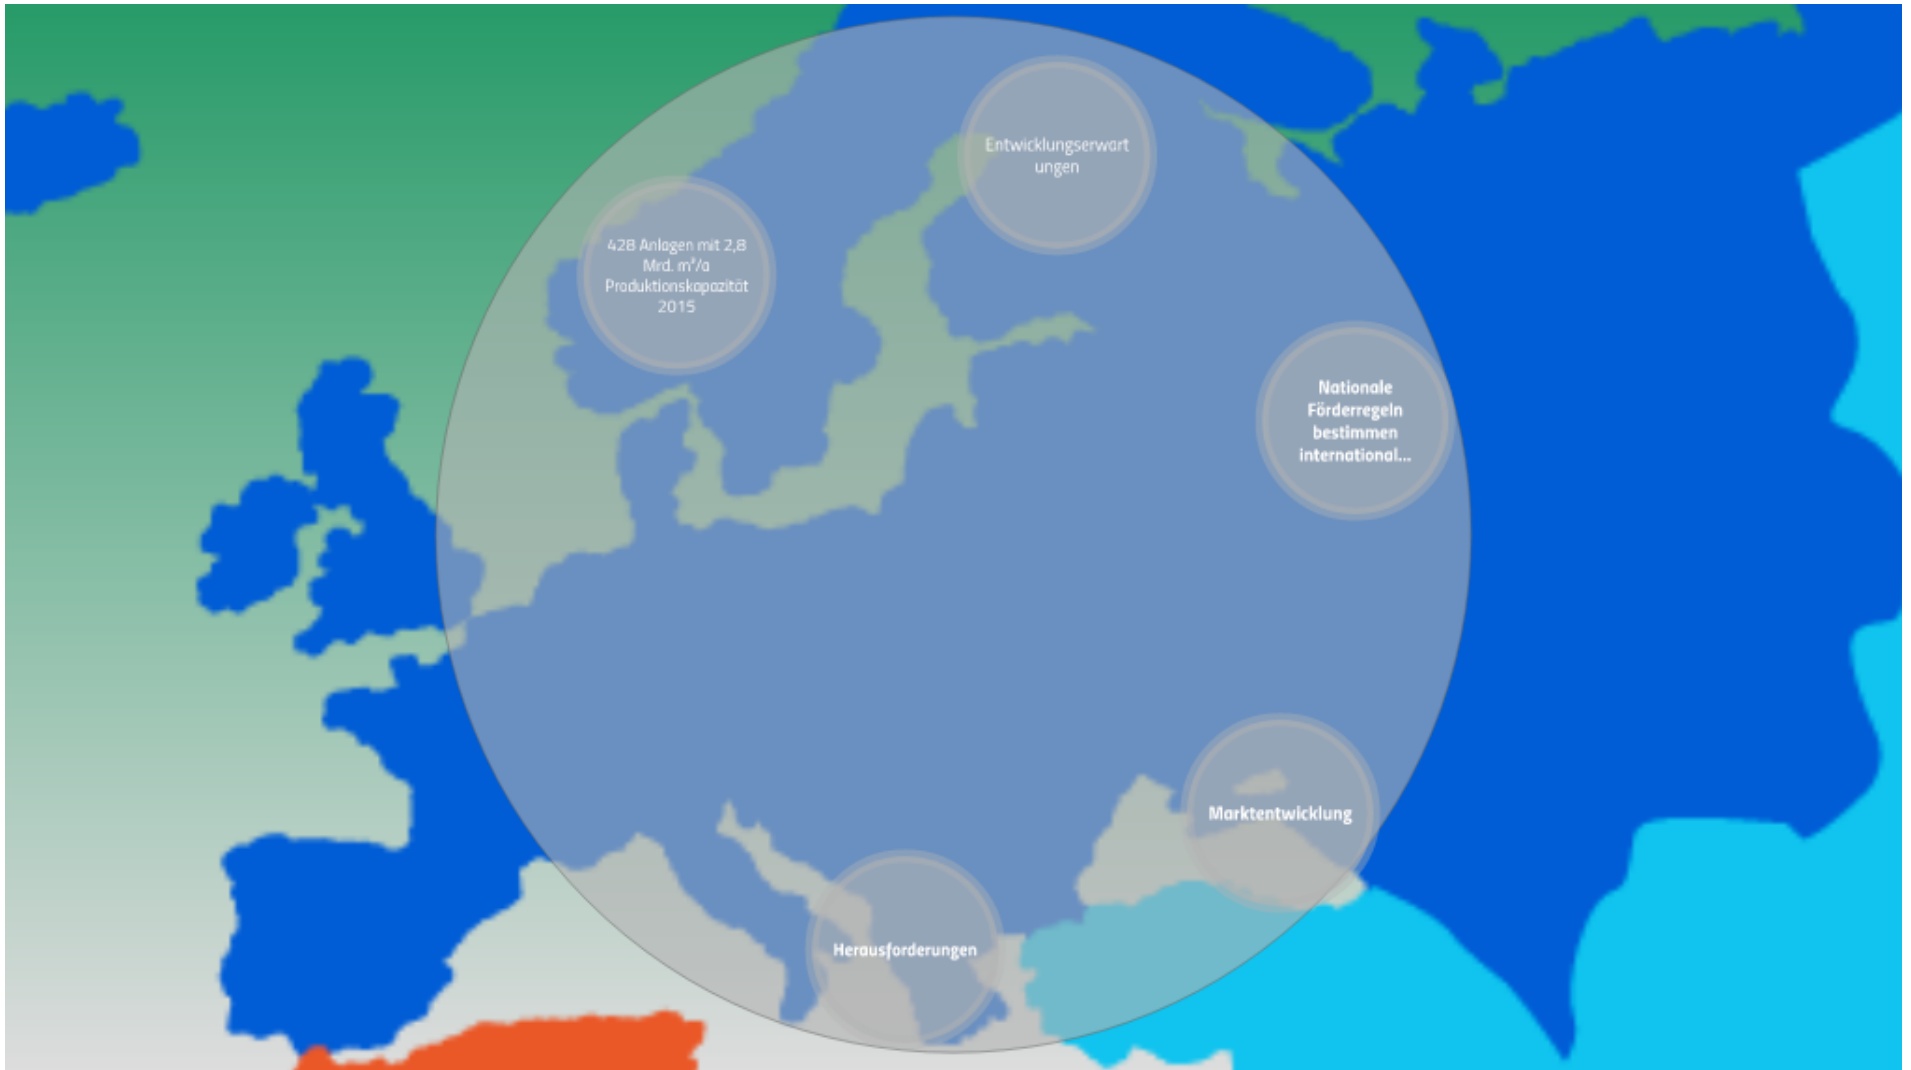 Entwicklungserwart
ungen
428 Anlagen mit 2,8
Mrd. m³/a
Produktionskapazität
2015
Nationale
Förderregeln
bestimmen
international...
Marktentwicklung
Herausforderungen